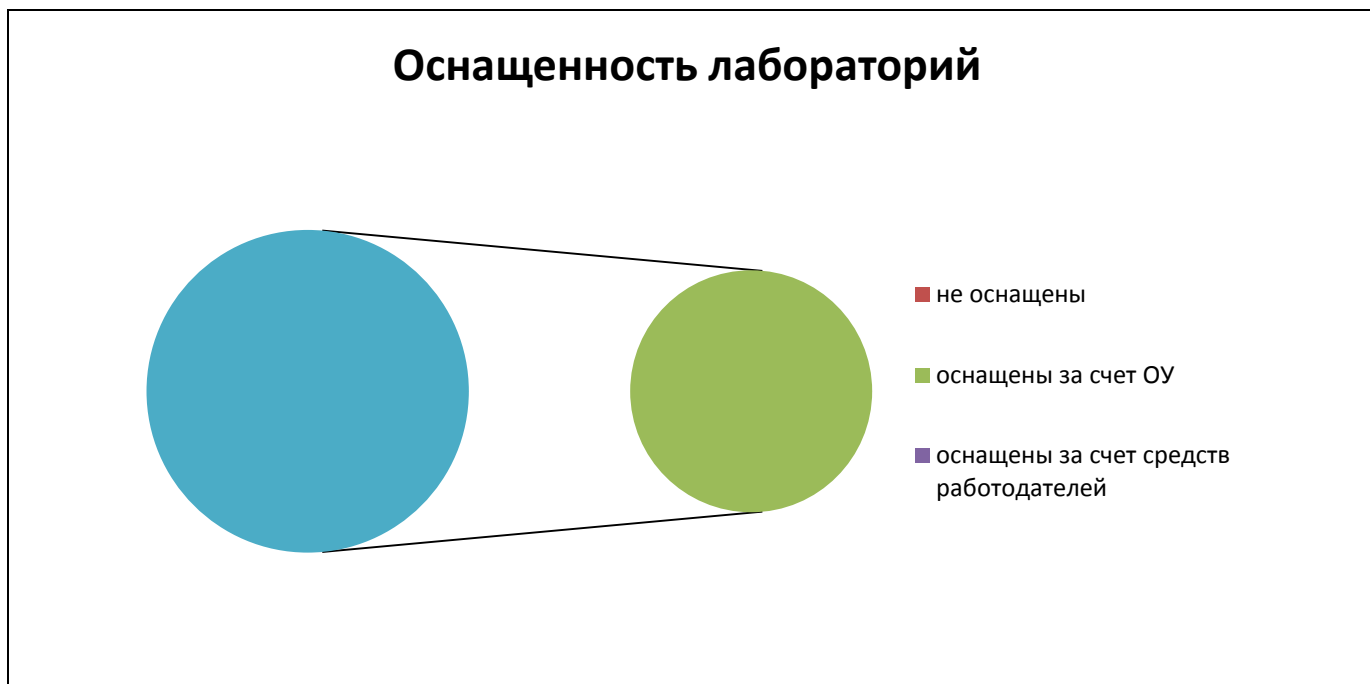 Оснащенность лабораторий
не оснащены
оснащены за счет ОУ
оснащены за счет средств
работодателей